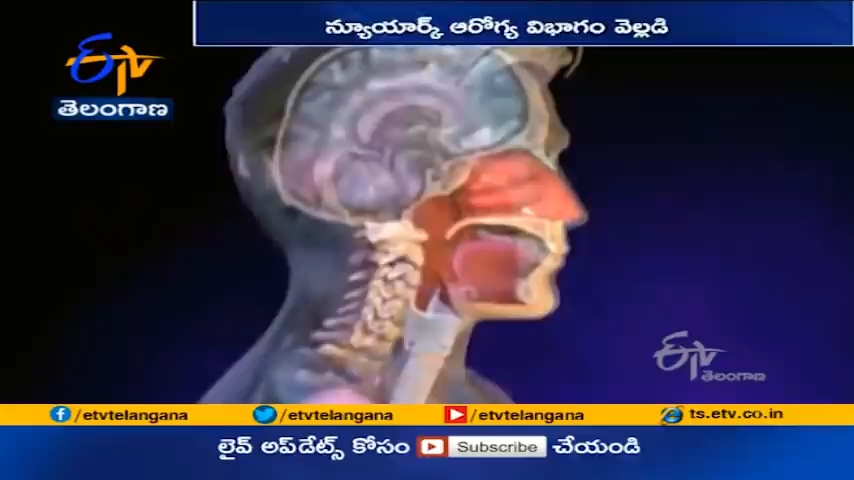 న్యూయార్క్ ఆరోగ్య విభాగం వెల్లడి
etv
తెలంగాణ
etv
తెలంగాణ
/etvtelangana /etvtelangana /etvtelangana ts.etv.co.in
లైవ్ అప్‌డేట్స్ కోసం Subscribe చేయండి